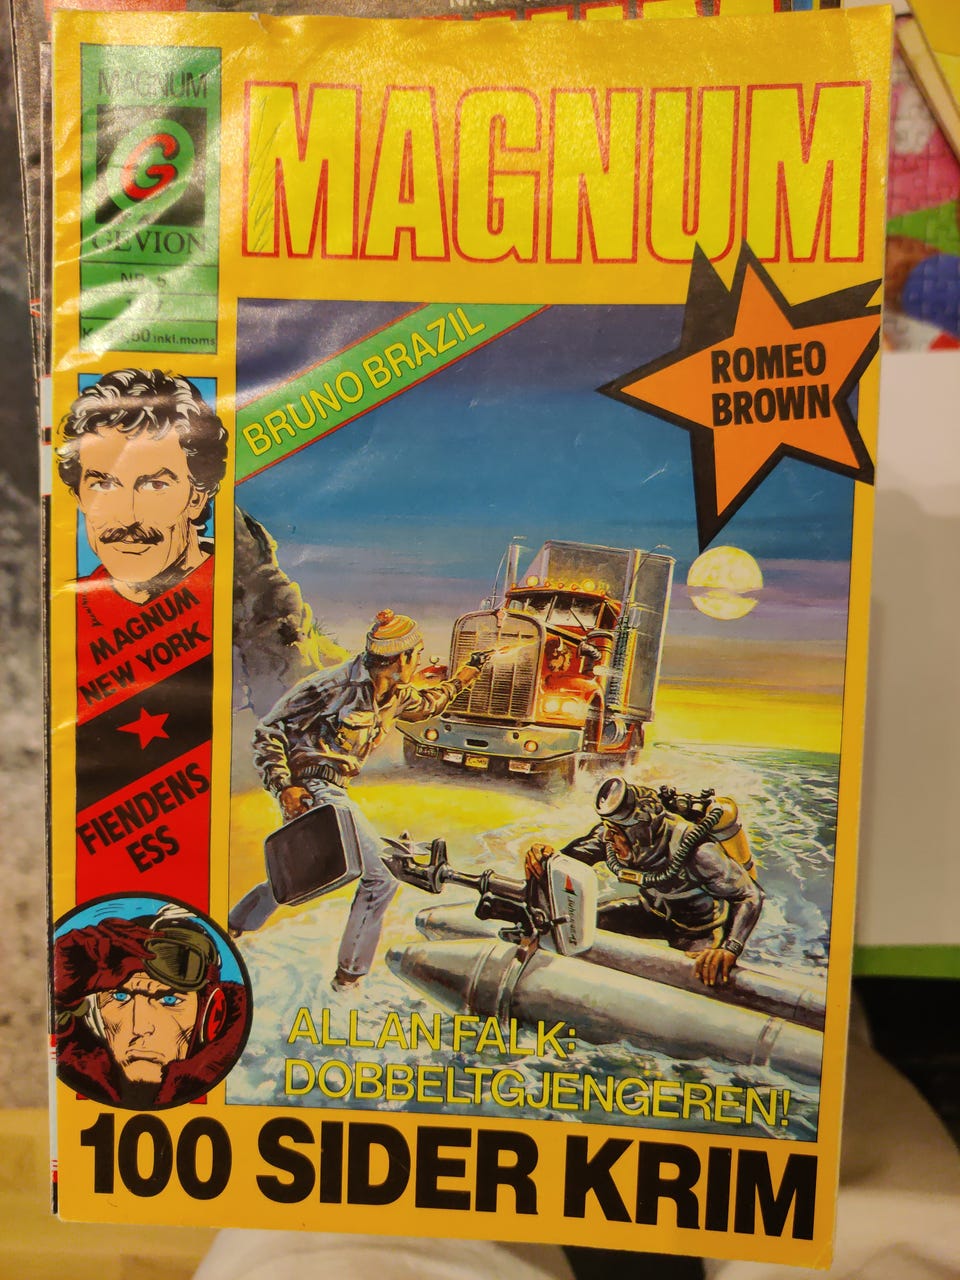 MAGNUM
G
GEVION
NR. 5
inkl.moms
MAGNUM
BRUNO BRAZIL
ROMEO
BROWN
MAGNUM
NEW YORK
FIENDENS
ESS
ALLAN FALK:
DOBBELTGJENGEREN!
100 SIDER KRIM